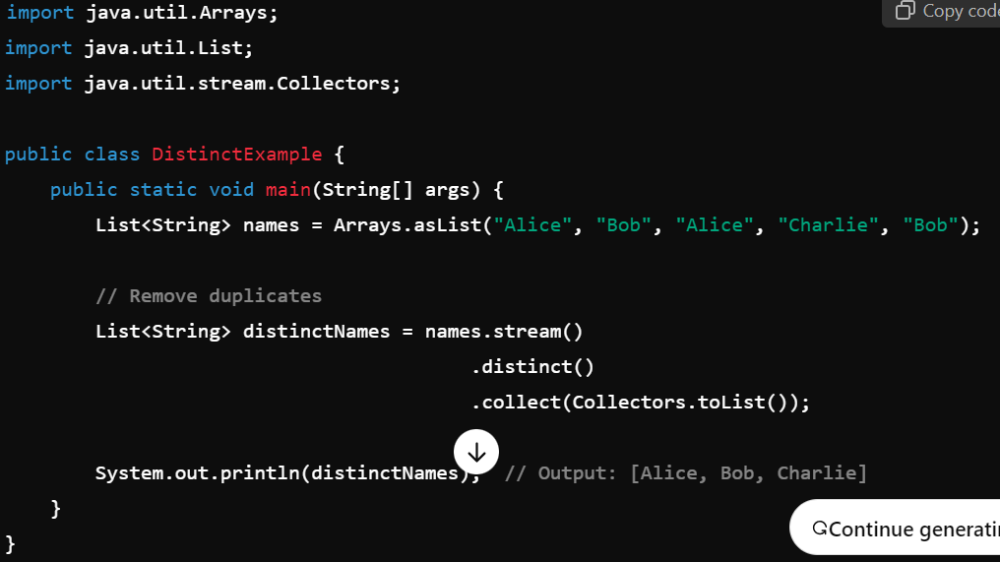 import java.util.Arrays;
Copy code
import java.util.List;
import java.util.stream.Collectors;
public class DistinctExample {
    public static void main(String[] args) {
        List<String> names = Arrays.asList("Alice", "Bob", "Alice", "Charlie", "Bob");
        // Remove duplicates
        List<String> distinctNames = names.stream()
                                         .distinct()
                                         .collect(Collectors.toList());
        System.out.println(distinctNames);  // Output: [Alice, Bob, Charlie]
    }
Continue generatin
}